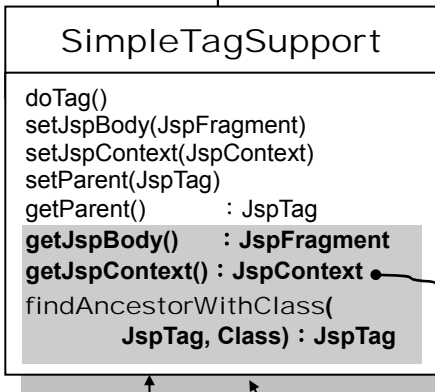 SimpleTagSupport
doTag()
setJspBody(JspFragment)
setJspContext(JspContext)
setParent(JspTag)
getParent() : JspTag
getJspBody() : JspFragment
getJspContext() : JspContext
findAncestorWithClass(
JspTag, Class) : JspTag